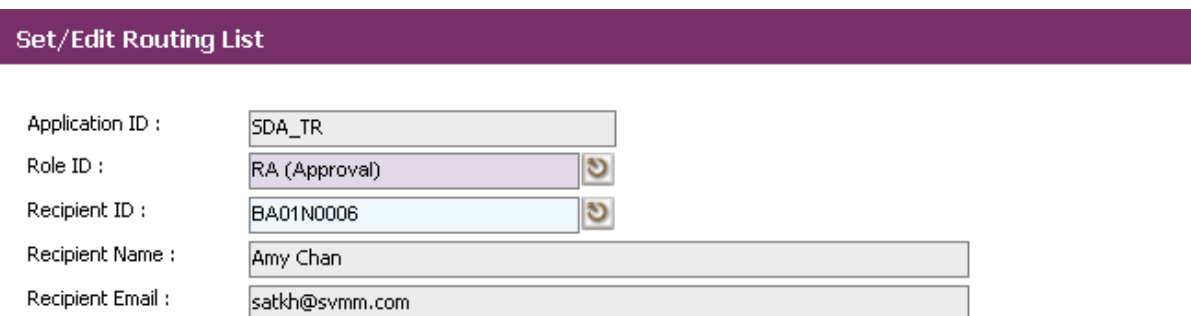 Set/Edit Routing List
Application ID : SDA_TR
Role ID : RA (Approval)
Recipient ID : BA01N0006
Recipient Name : Amy Chan
Recipient Email : satkh@svmm.com